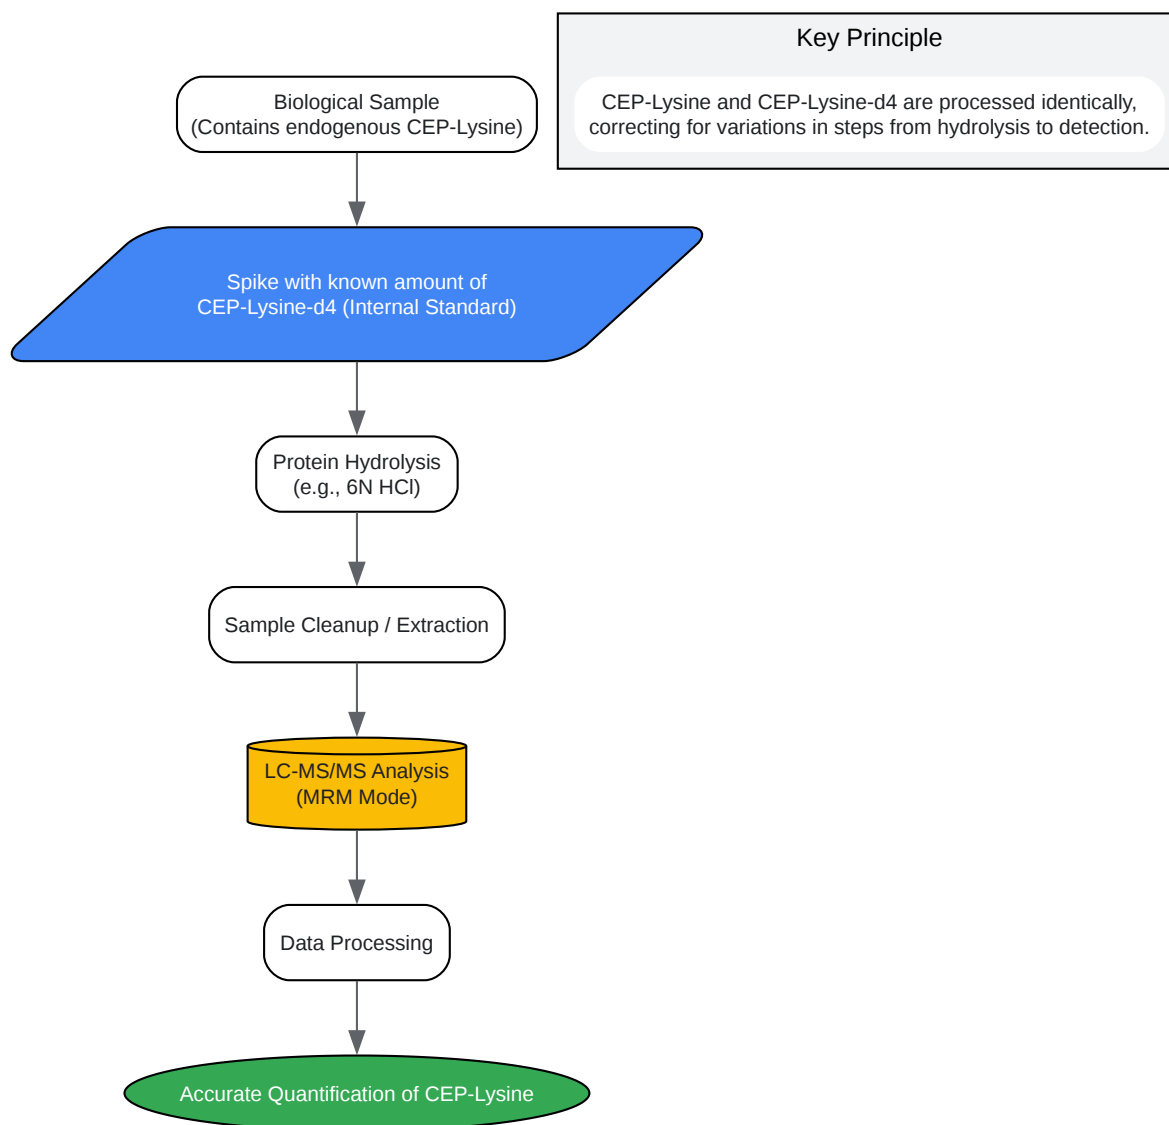 Key Principle
CEP-Lysine and CEP-Lysine-d4 are processed identically,
correcting for variations in steps from hydrolysis to detection.
Biological Sample
(Contains endogenous CEP-Lysine)
Spike with known amount of
CEP-Lysine-d4 (Internal Standard)
Protein Hydrolysis
(e.g., 6N HCl)
Sample Cleanup / Extraction
LC-MS/MS Analysis
(MRM Mode)
Data Processing
Accurate Quantification of CEP-Lysine